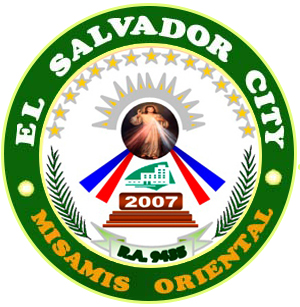 EL SALVADOR CITY
2007
R.A. 9435
MISAMIS ORIENTAL